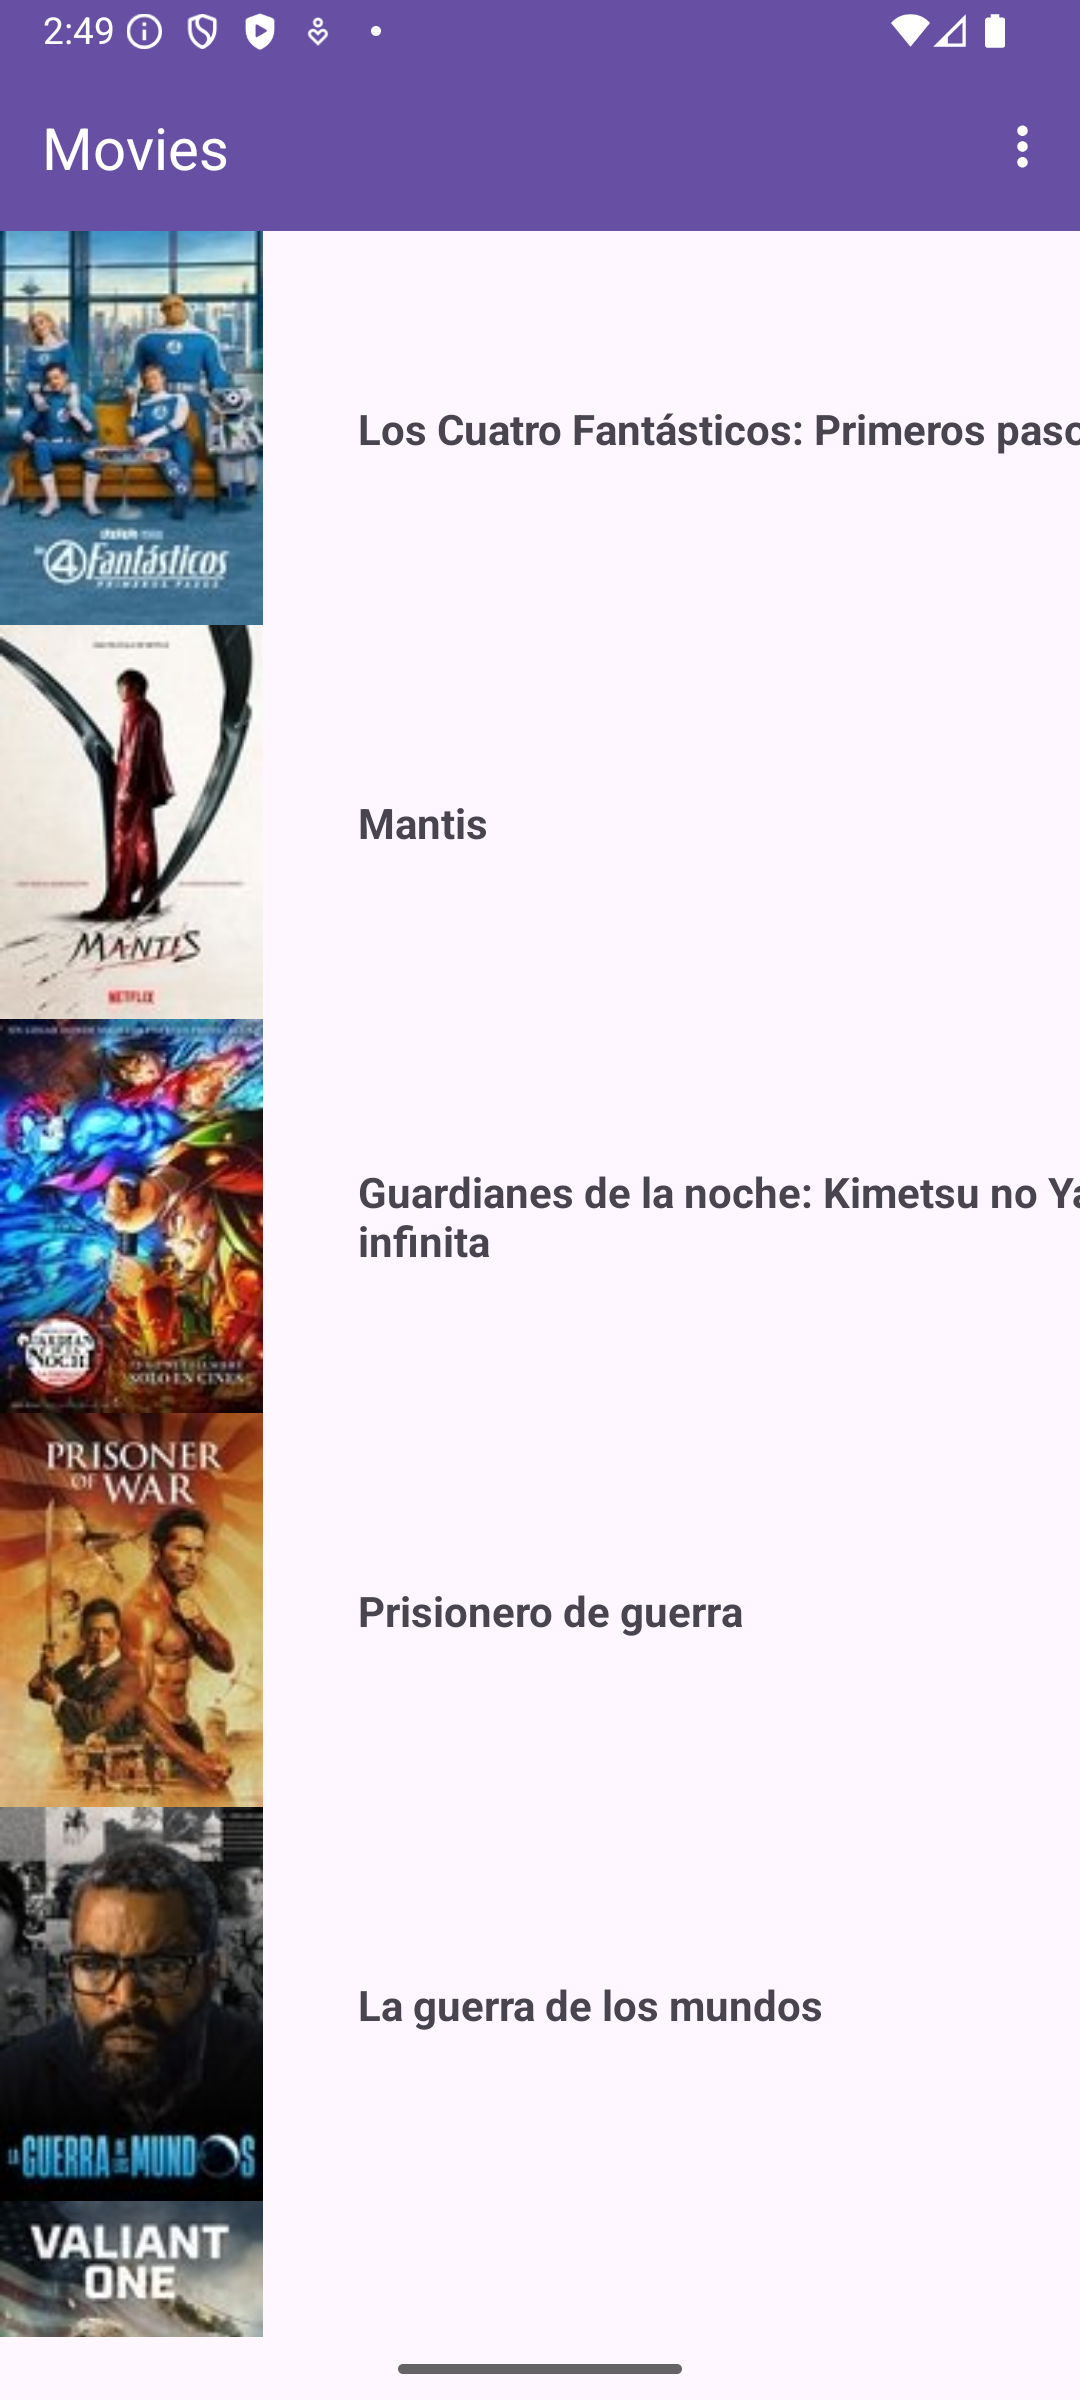 2:49
Movies
Los Cuatro Fantásticos: Primeros paso
4 Fantásticos
PRIMEROS PASOS
Mantis
MANTIS
NETFLIX
Guardianes de la noche: Kimetsu no Ya
infinita
GUARDIANES
NOCHE
SOLO EN CINES
PRISONER
OF WAR
Prisionero de guerra
La guerra de los mundos
LA GUERRA DE LOS MUNDOS
VALIANT
ONE